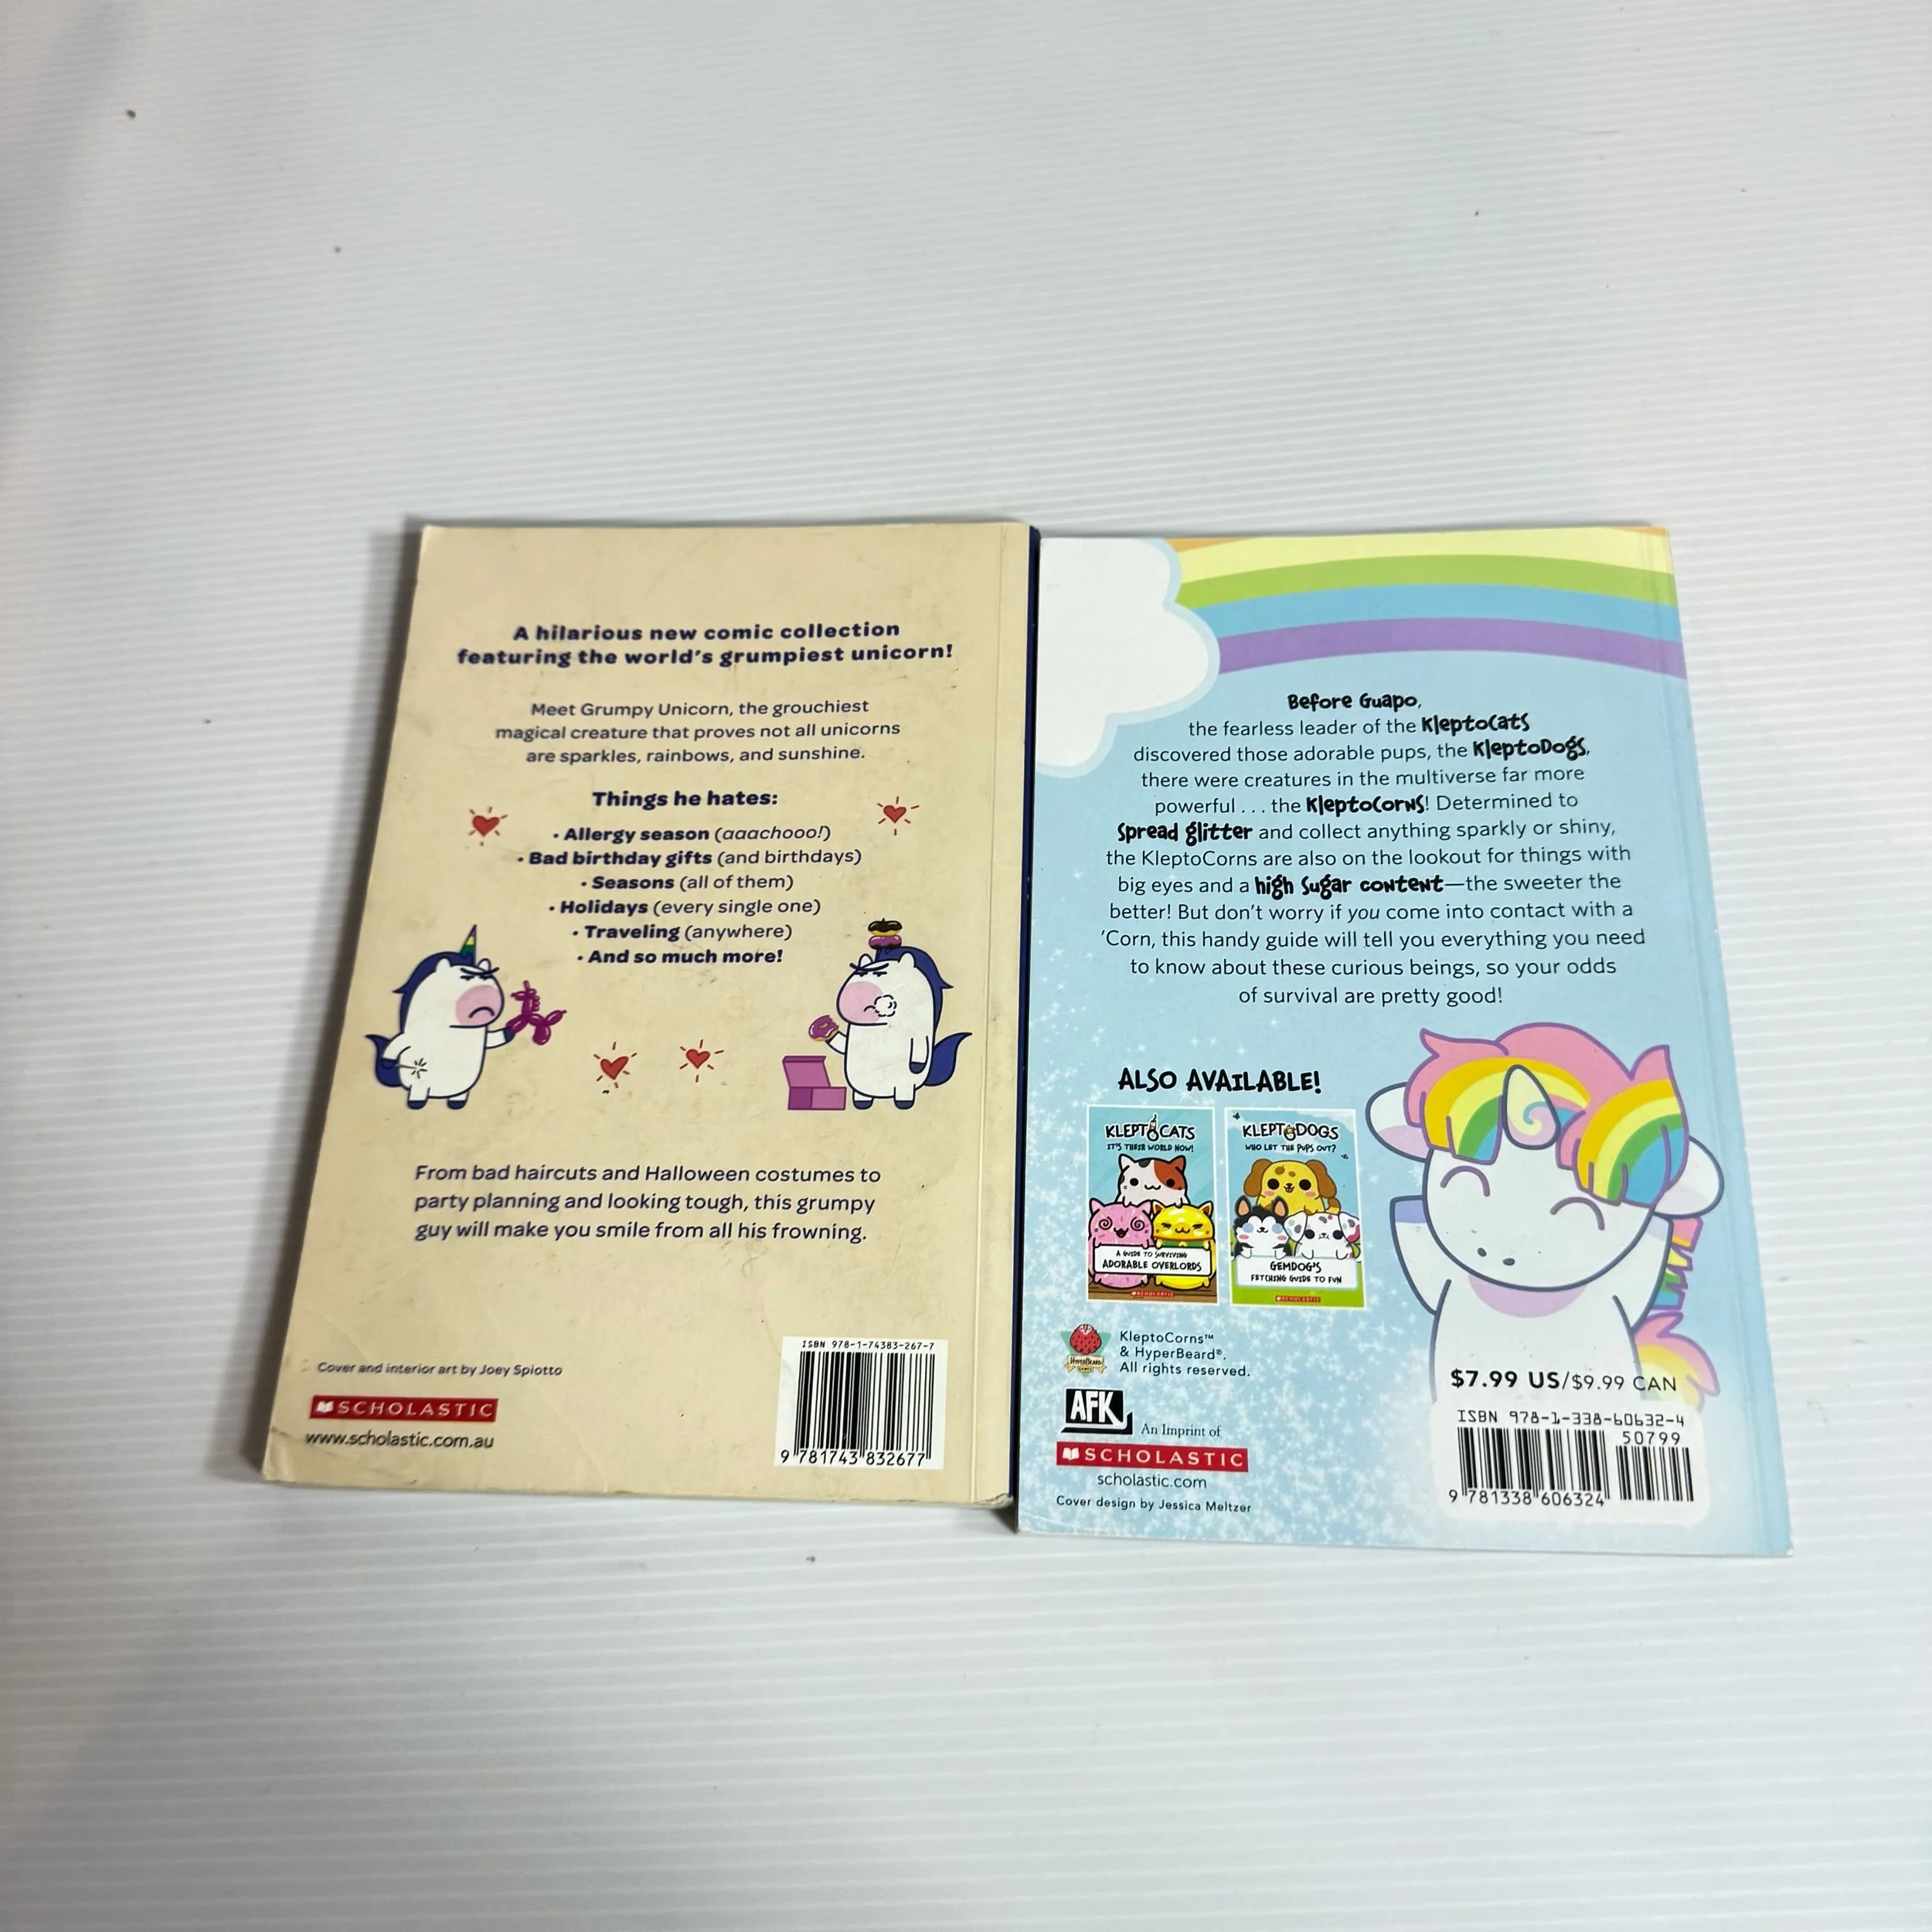 A hilarious new comic collection
featuring the world's grumpiest unicorn!
Meet Grumpy Unicorn, the grouchiest
magical creature that proves not all unicorns
are sparkles, rainbows, and sunshine.
Things he hates:
• Allergy season (aaachooo!)
• Bad birthday gifts (and birthdays)
• Seasons (all of them)
• Holidays (every single one)
• Traveling (anywhere)
• And so much more!
From bad haircuts and Halloween costumes to
party planning and looking tough, this grumpy
guy will make you smile from all his frowning.
Cover and interior art by Joey Spiotto
SCHOLASTIC
www.scholastic.com.au
ISBN 978-1-74383-267-7
9 781743 832677
Before Guapo,
the fearless leader of the KleptoCats
discovered those adorable pups, the KleptoDogs,
there were creatures in the multiverse far more
powerful . . . the KleptoCorns! Determined to
spread glitter and collect anything sparkly or shiny,
the KleptoCorns are also on the lookout for things with
big eyes and a high sugar content—the sweeter the
better! But don't worry if you come into contact with a
'Corn, this handy guide will tell you everything you need
to know about these curious beings, so your odds
of survival are pretty good!
ALSO AVAILABLE!
KLEPTOCATS
IT'S THEIR WORLD NOW!
A GUIDE TO SURVIVING
ADORABLE OVERLORDS
SCHOLASTIC
KLEPTODOGS
WHO LET THE PUPS OUT?
GEMDOG'S
FETCHING GUIDE TO FUN
SCHOLASTIC
HYPERBEARD
GAMES
KleptoCorns™
& HyperBeard®.
All rights reserved.
AFK
An Imprint of
SCHOLASTIC
scholastic.com
Cover design by Jessica Meltzer
$7.99 US/$9.99 CAN
ISBN 978-1-338-60632-4
50799
9 781338 606324